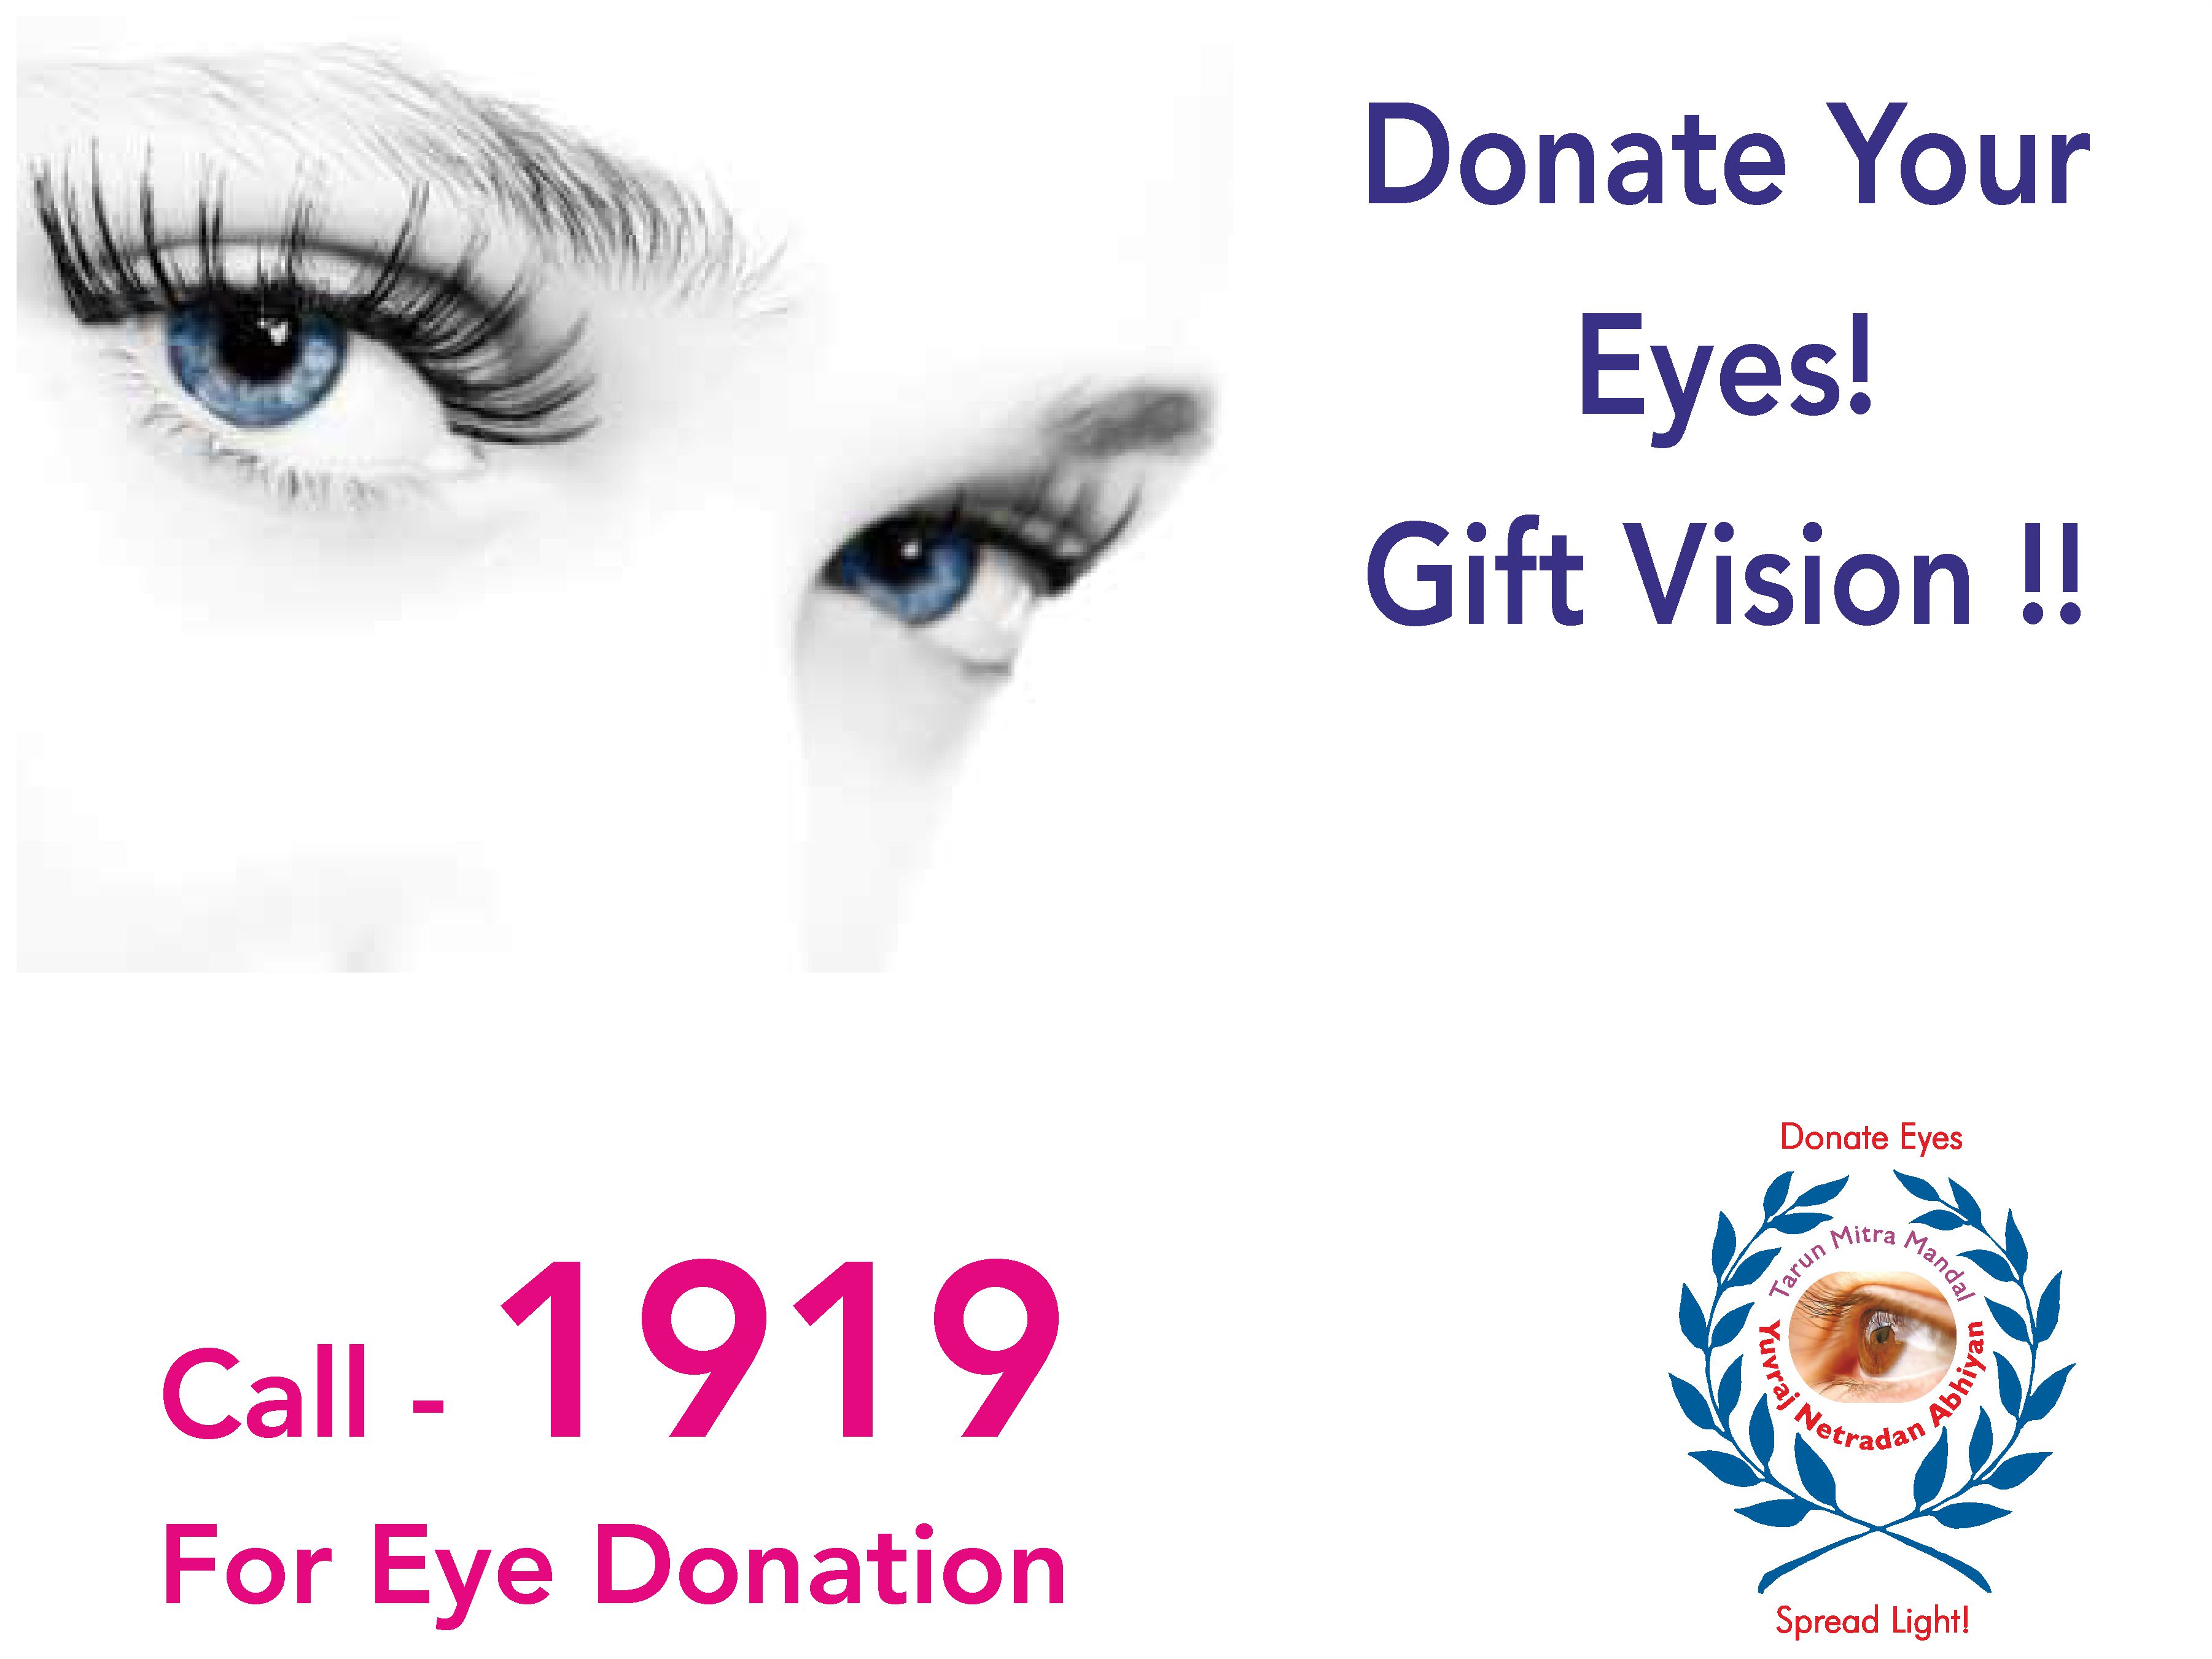 Donate Your
Eyes!
Gift Vision !!
Call - 1919
For Eye Donation
Donate Eyes
Tarun Mitra Mandal
Yuvraj Netradan Abhiyan
Spread Light!